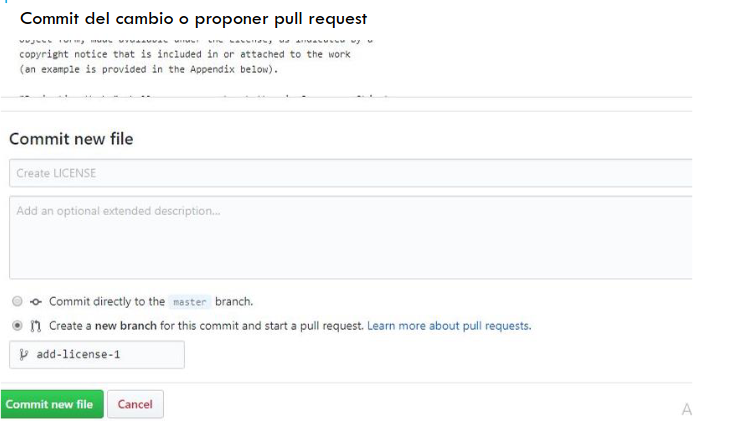 Commit del cambio o proponer pull request
copyright notice that is included in or attached to the work
(an example is provided in the Appendix below).
Commit new file
Create LICENSE
Add an optional extended description...
Commit directly to the master branch.
Create a new branch for this commit and start a pull request. Learn more about pull requests.
add-license-1
Commit new file Cancel
A